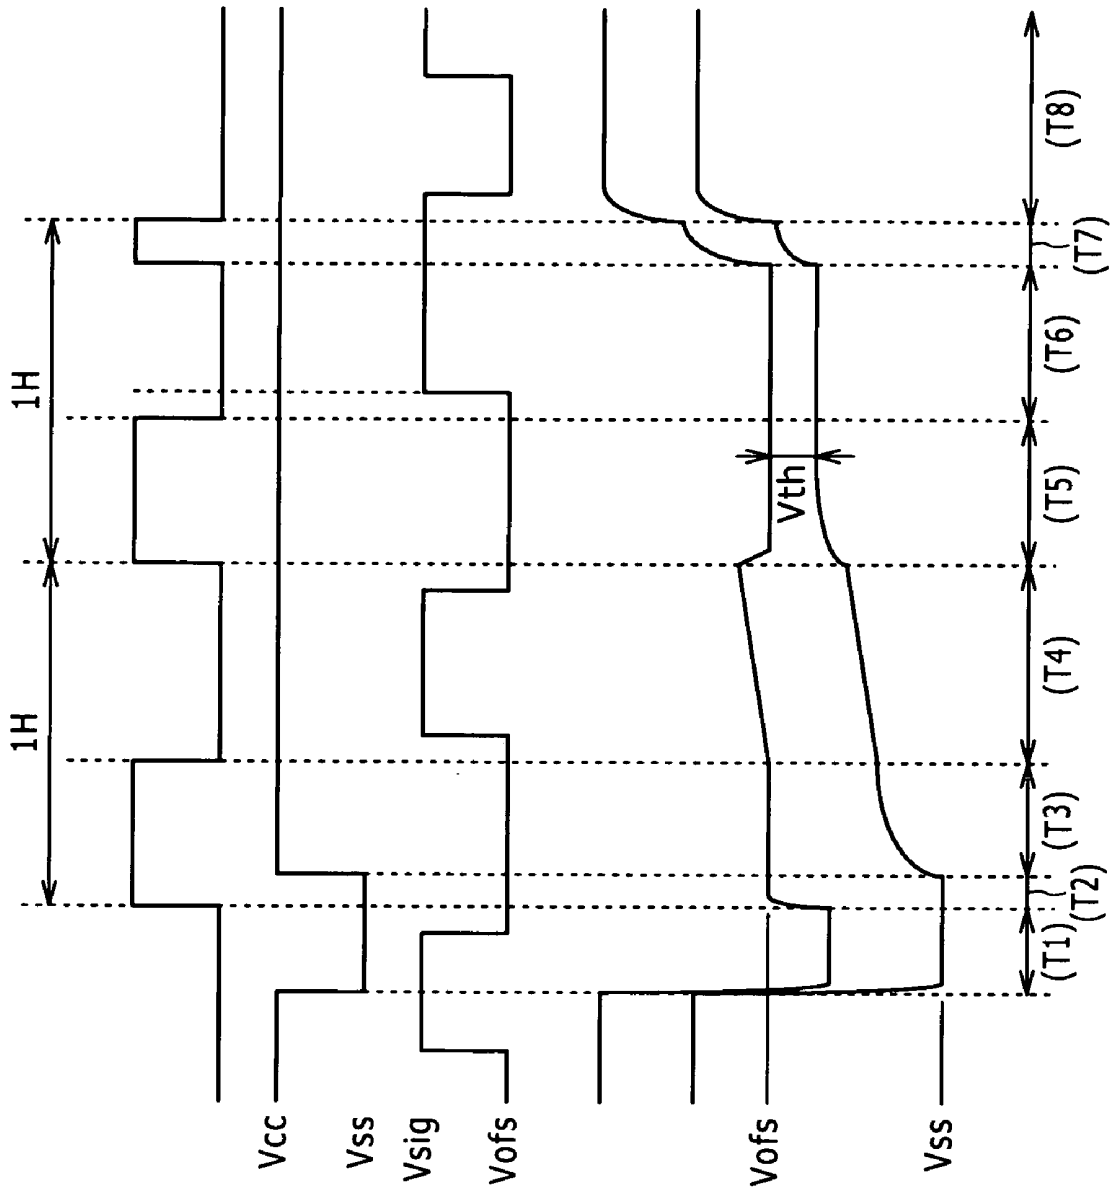 1H
1H
Vcc
Vss
Vsig
Vofs
Vth
Vofs
Vss
(T1)
(T2)
(T3)
(T4)
(T5)
(T6)
(T7)
(T8)